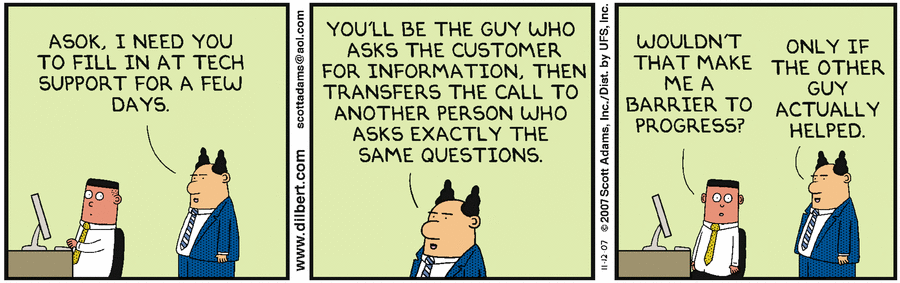 ASOK, I NEED YOU
TO FILL IN AT TECH
SUPPORT FOR A FEW
DAYS.
www.dilbert.com
scottadams@aol.com
YOU'LL BE THE GUY WHO
ASKS THE CUSTOMER
FOR INFORMATION, THEN
TRANSFERS THE CALL TO
ANOTHER PERSON WHO
ASKS EXACTLY THE
SAME QUESTIONS.
11-12-07 © 2007 Scott Adams, Inc./Dist. by UFS, Inc.
WOULDN'T
THAT MAKE
ME A
BARRIER TO
PROGRESS?
ONLY IF
THE OTHER
GUY
ACTUALLY
HELPED.